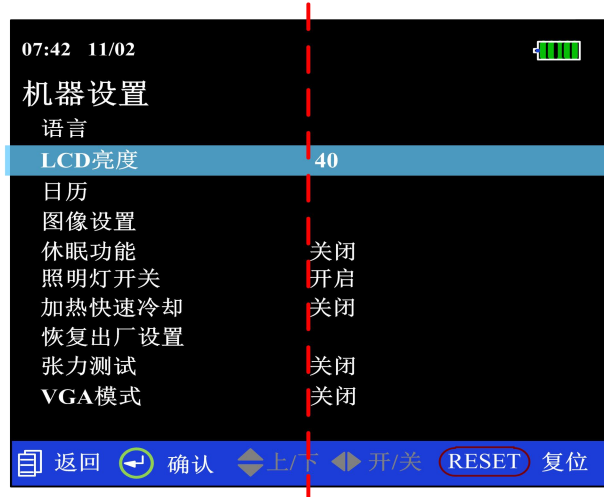 07:42 11/02
机器设置
语言
LCD亮度 40
日历
图像设置
休眠功能 关闭
照明灯开关 开启
加热快速冷却 关闭
恢复出厂设置
张力测试 关闭
VGA模式 关闭
返回 确认 上/下 开/关 RESET 复位